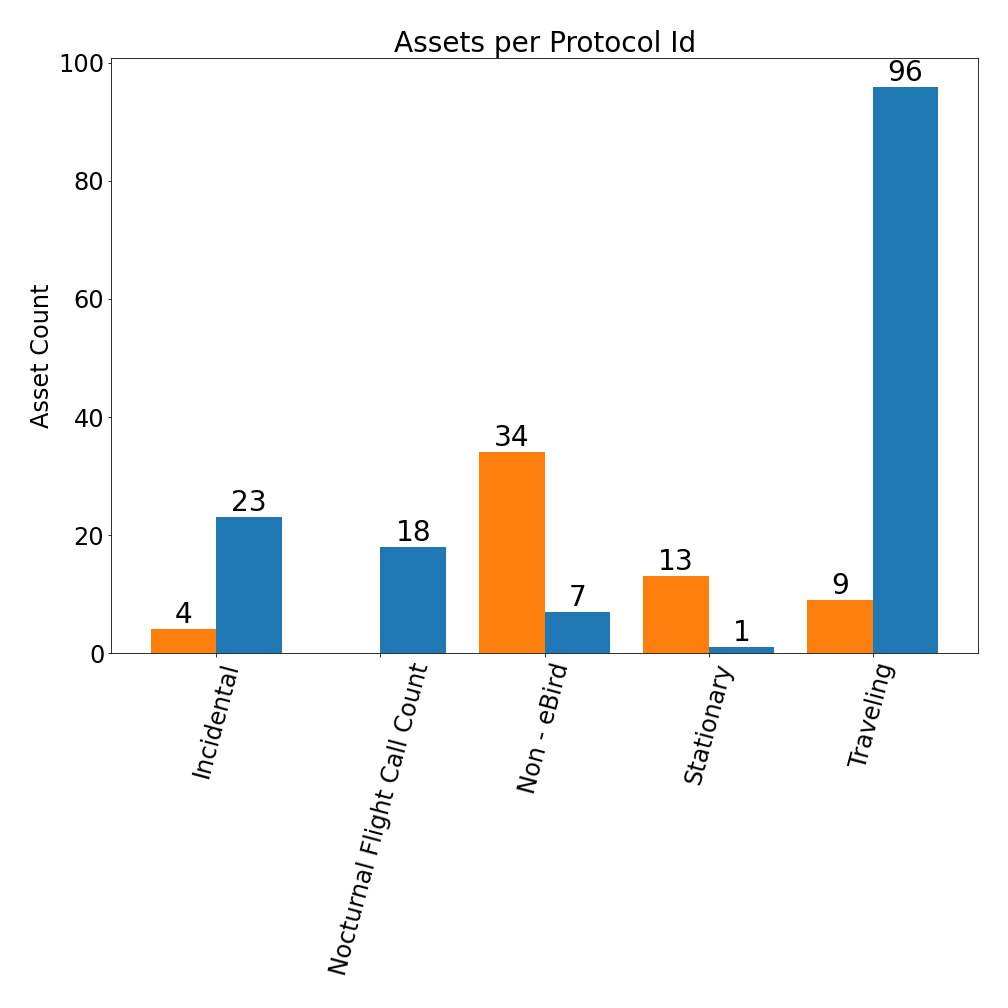 Assets per Protocol Id
Asset Count
100
80
60
40
20
0
4
23
18
34
7
13
1
9
96
Incidental
Nocturnal Flight Call Count
Non - eBird
Stationary
Traveling